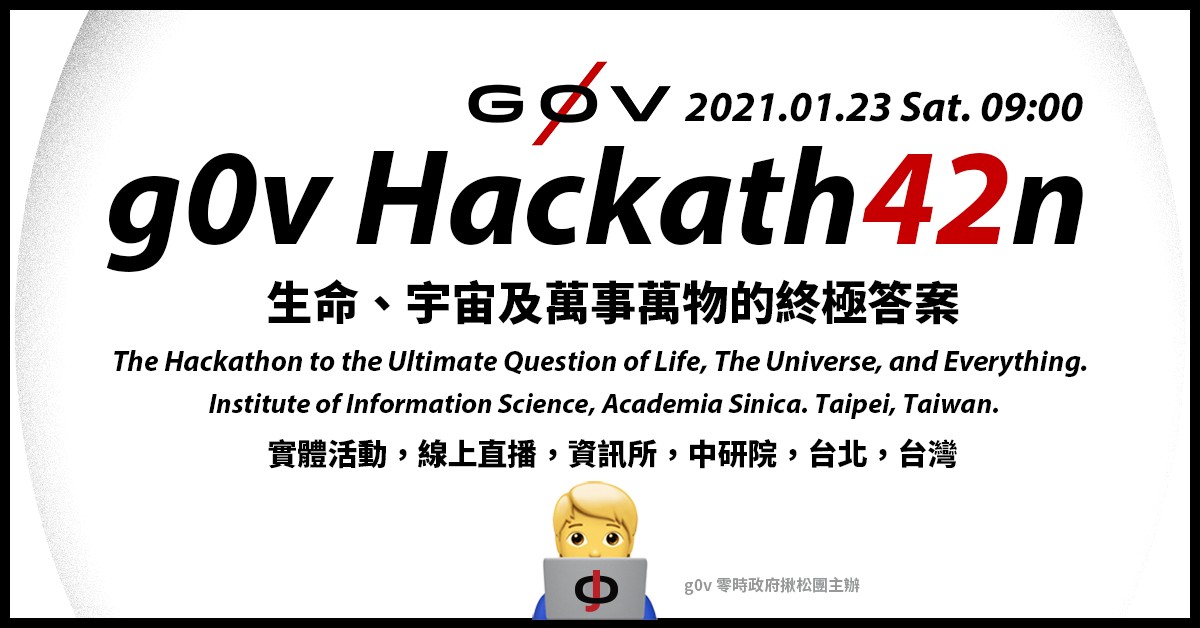 GØV 2021.01.23 Sat. 09:00
g0v Hackath42n
生命、宇宙及萬事萬物的終極答案
The Hackathon to the Ultimate Question of Life, The Universe, and Everything.
Institute of Information Science, Academia Sinica. Taipei, Taiwan.
實體活動，線上直播，資訊所，中研院，台北，台灣
g0v 零時政府揪松團主辦